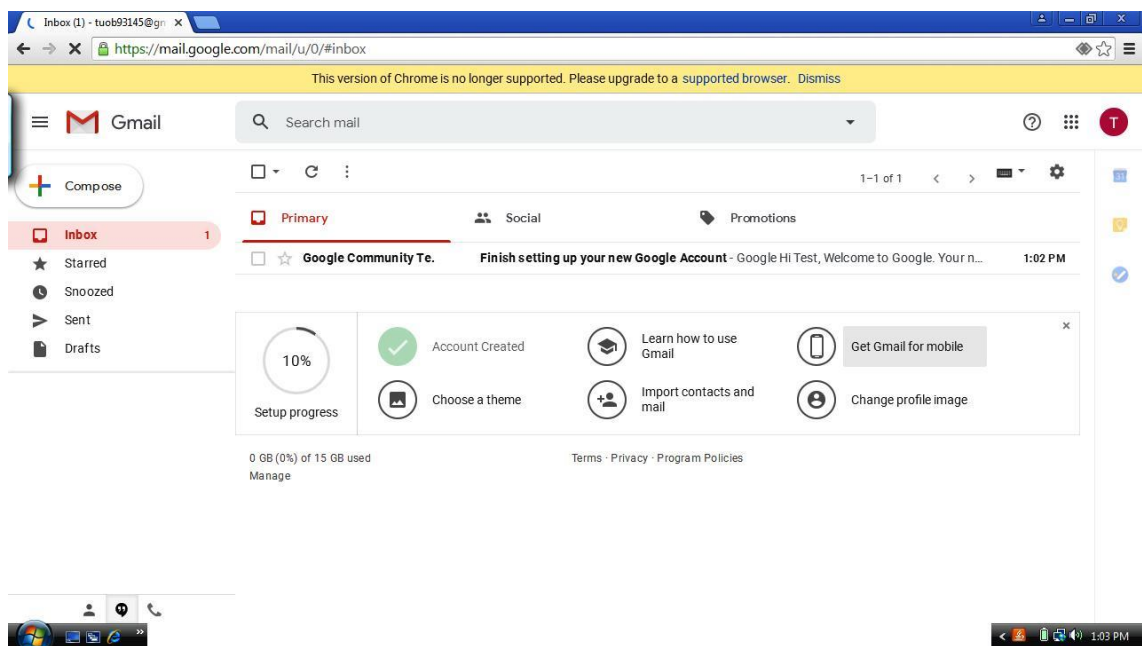 Inbox (1) - tuob93145@gm
https://mail.google.com/mail/u/0/#inbox
This version of Chrome is no longer supported. Please upgrade to a supported browser. Dismiss
Gmail
Search mail
T
Compose
1–1 of 1
31
Primary
Social
Promotions
Inbox 1
Google Community Te. Finish setting up your new Google Account - Google Hi Test, Welcome to Google. Your n... 1:02 PM
Starred
Snoozed
Sent
Drafts
10%
Setup progress
Account Created
Learn how to use
Gmail
Get Gmail for mobile
Choose a theme
Import contacts and
mail
Change profile image
0 GB (0%) of 15 GB used
Manage
Terms · Privacy · Program Policies
1:03 PM